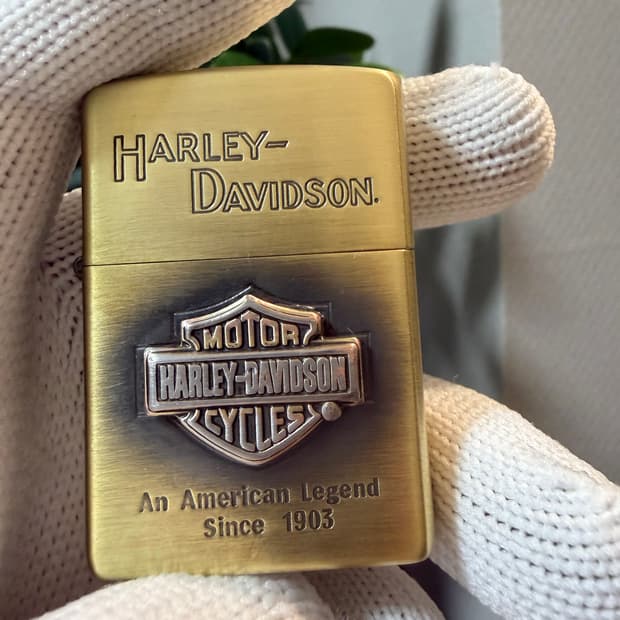 HARLEY-
DAVIDSON.
MOTOR
HARLEY-DAVIDSON
CYCLES
An American Legend
Since 1903